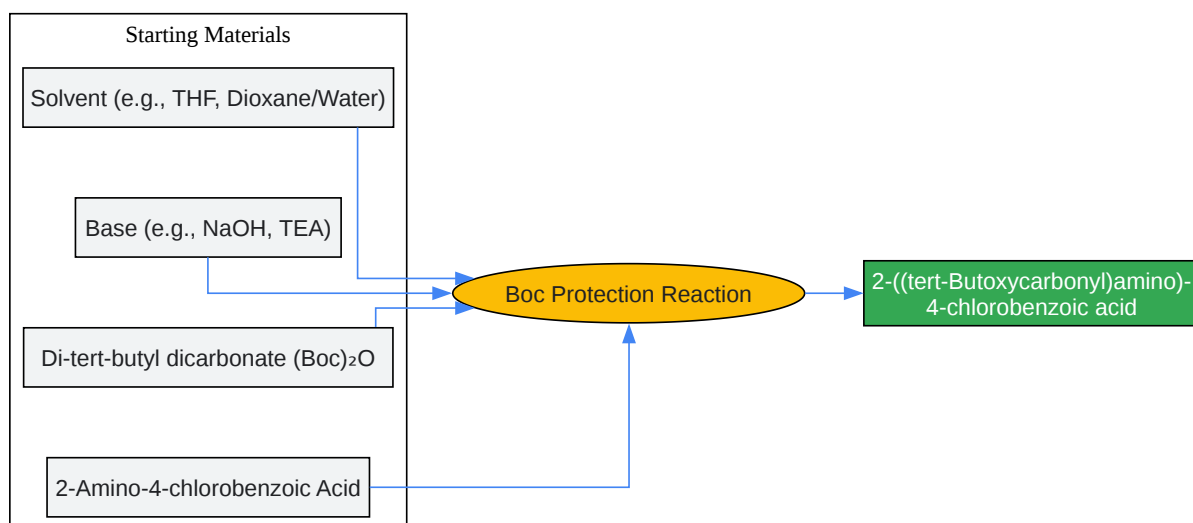 Starting Materials
Solvent (e.g., THF, Dioxane/Water)
Base (e.g., NaOH, TEA)
Di-tert-butyl dicarbonate (Boc)₂O
2-Amino-4-chlorobenzoic Acid
Boc Protection Reaction
2-((tert-Butoxycarbonyl)amino)-
4-chlorobenzoic acid